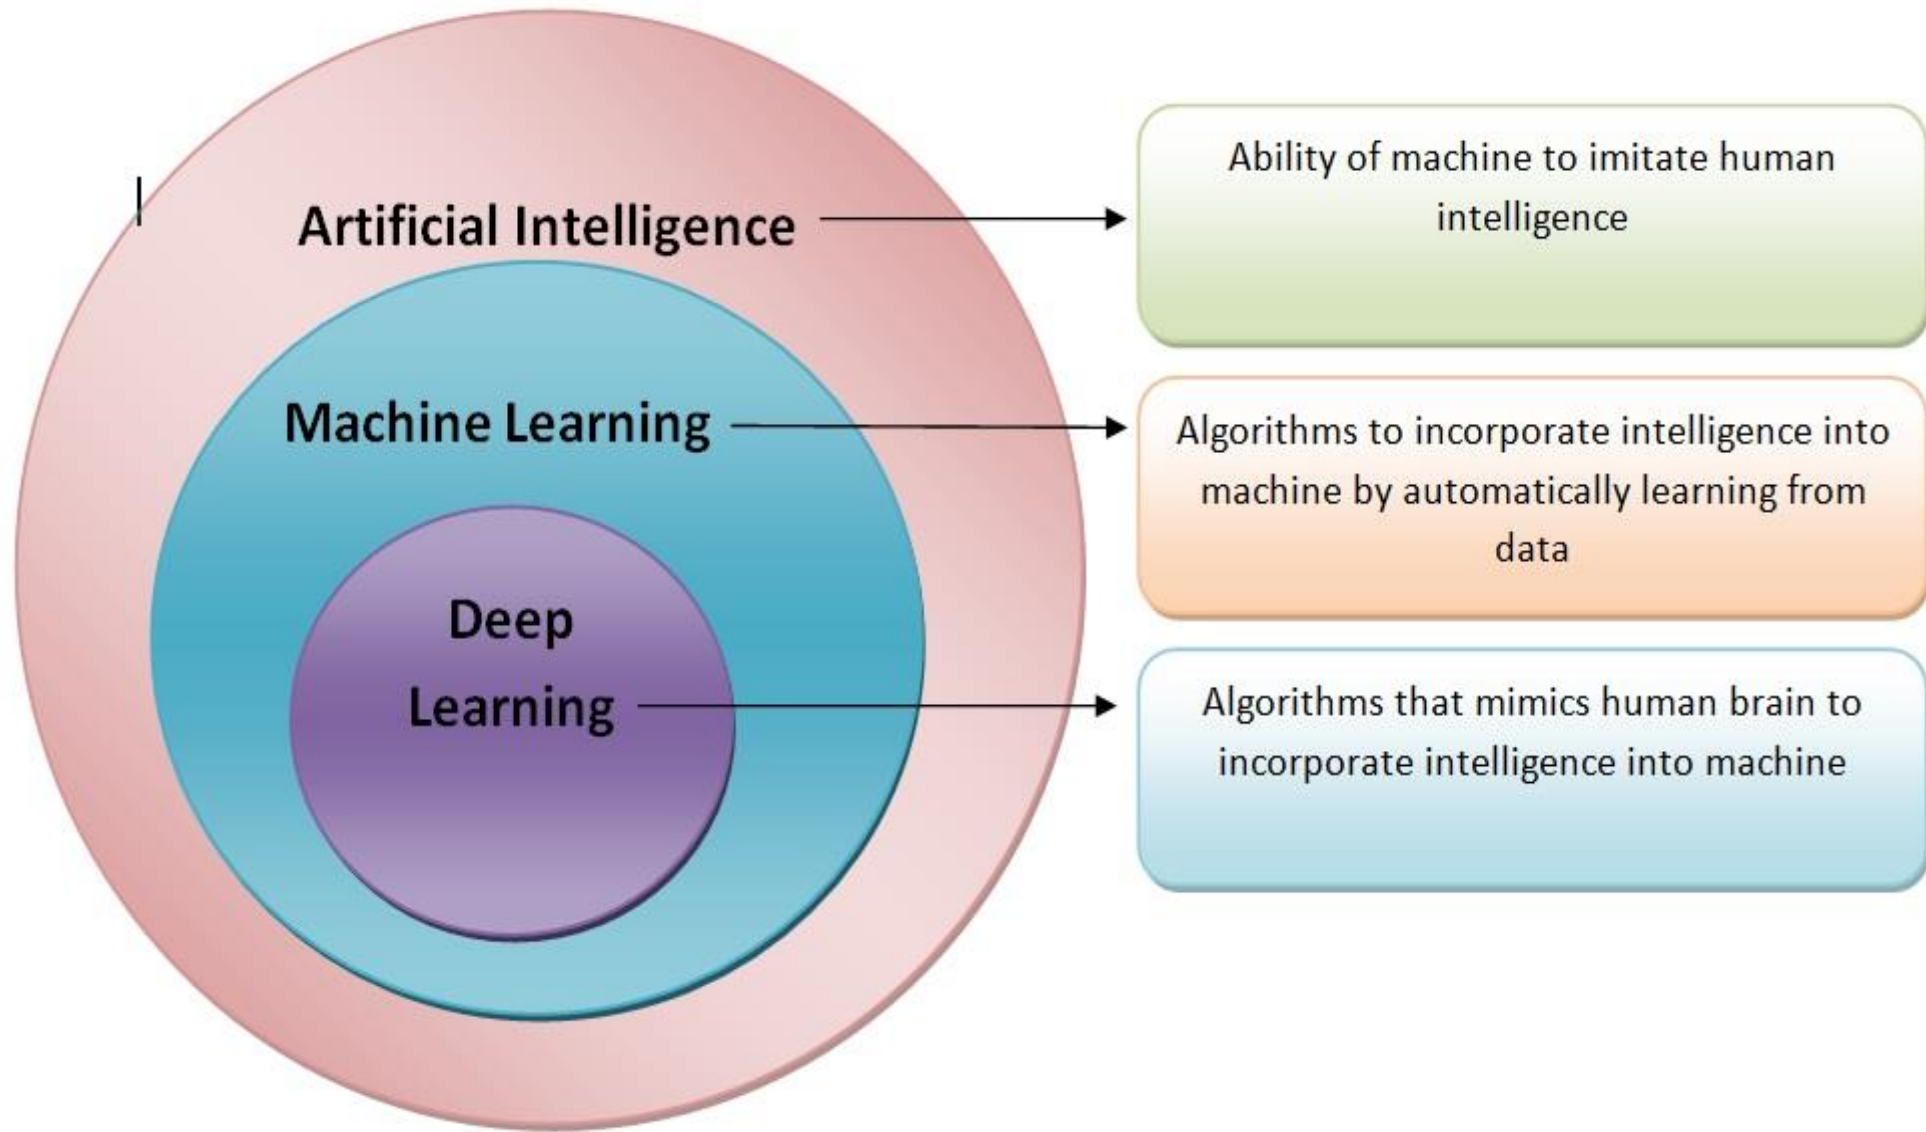 Artificial Intelligence
Ability of machine to imitate human
intelligence
Machine Learning
Algorithms to incorporate intelligence into
machine by automatically learning from
data
Deep
Learning
Algorithms that mimics human brain to
incorporate intelligence into machine